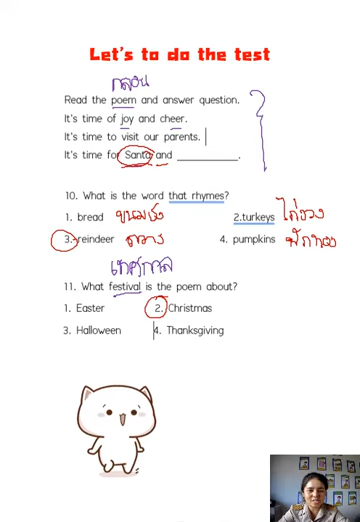 Let's to do the test
กลอน
Read the poem and answer question.
It's time of joy and cheer.
It's time to visit our parents.
It's time for Santa and ____________.
10. What is the word that rhymes?
1. bread ขนมปัง 2.turkeys ไก่งวง
3. reindeer กวาง 4. pumpkins ฟักทอง
เทศกาล
11. What festival is the poem about?
1. Easter 2. Christmas
3. Halloween 4. Thanksgiving